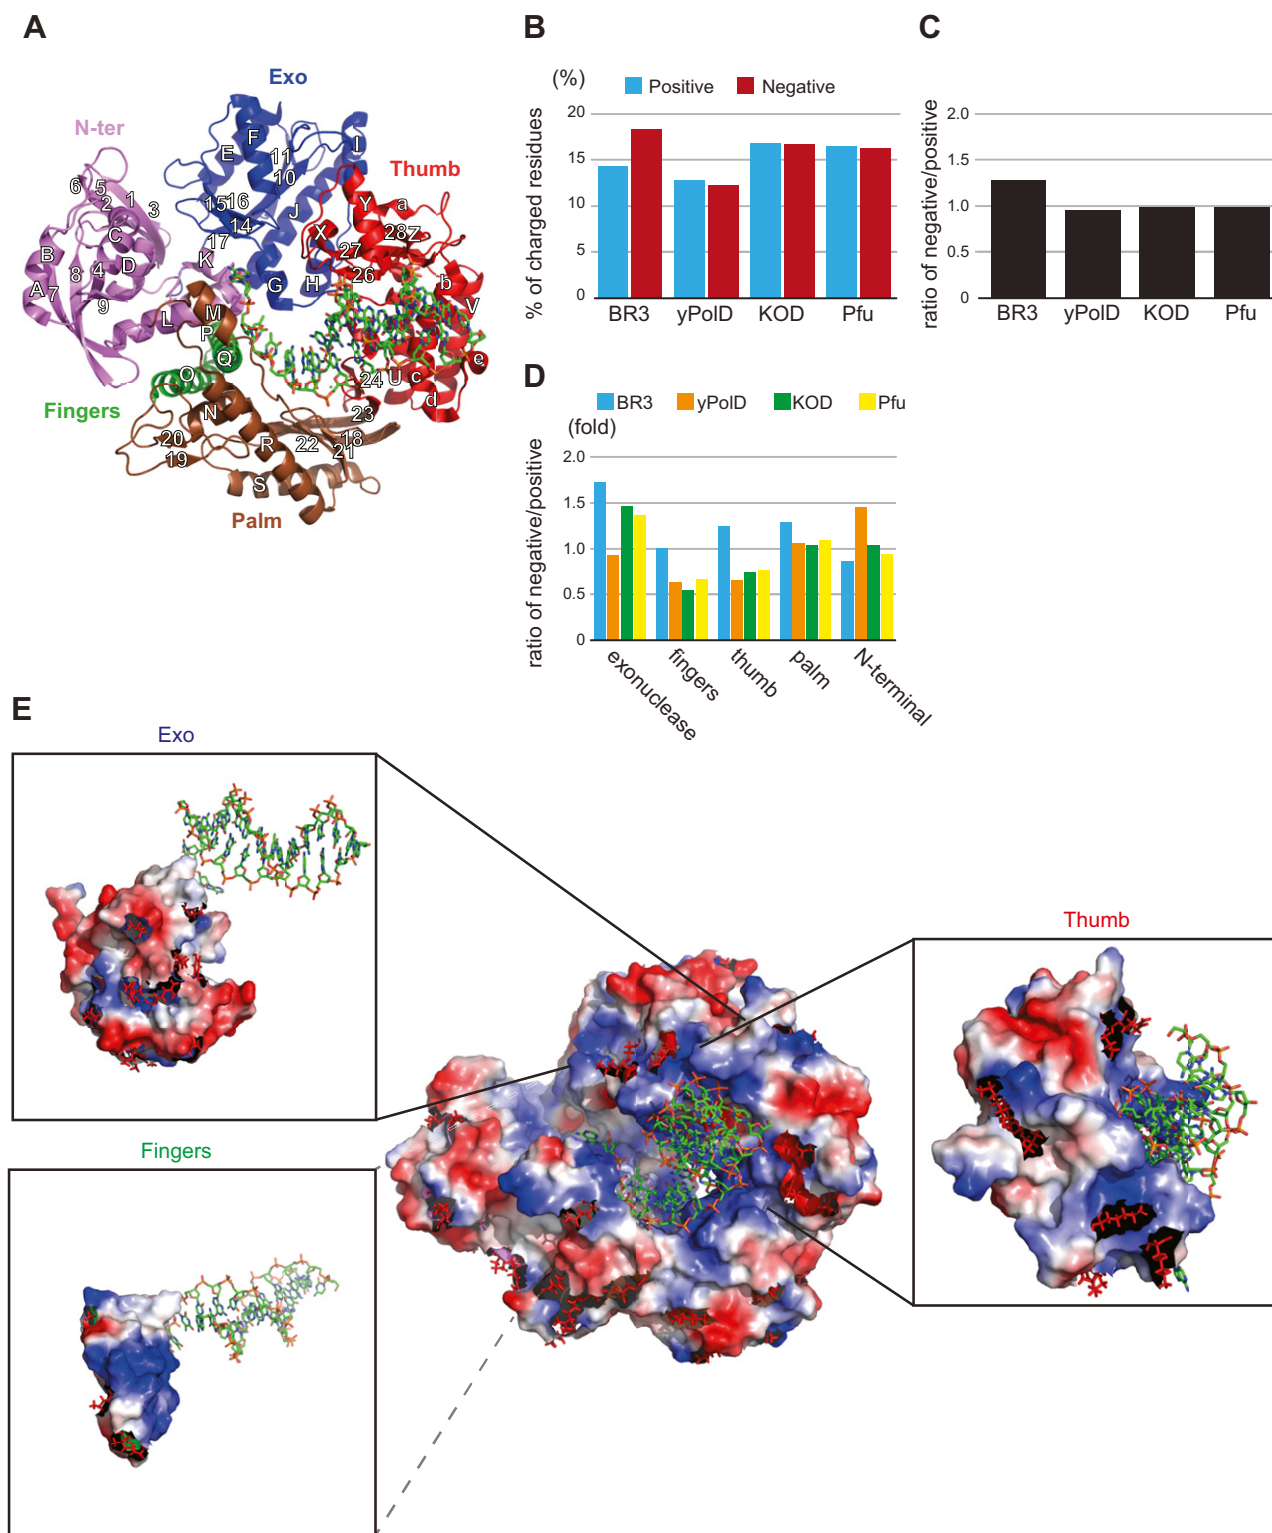 A
B
C
(%)
Positive
Negative
Exo
N-ter
Thumb
Fingers
Palm
F
E
11
10
I
6
5
2
1
3
15
16
14
J
Y
a
C
17
X
28
Z
B
8
4
D
K
27
26
A
7
9
G
H
b
V
L
M
P
Q
O
24
U
c
e
d
N
23
20
19
R
22
18
21
S
% of charged residues
20
15
10
5
0
BR3
yPolD
KOD
Pfu
ratio of negative/positive
2.0
1.5
1.0
0.5
0
BR3
yPolD
KOD
Pfu
D
BR3
yPolD
KOD
Pfu
(fold)
ratio of negative/positive
2.0
1.5
1.0
0.5
0
exonuclease
fingers
thumb
palm
N-terminal
E
Exo
Thumb
Fingers